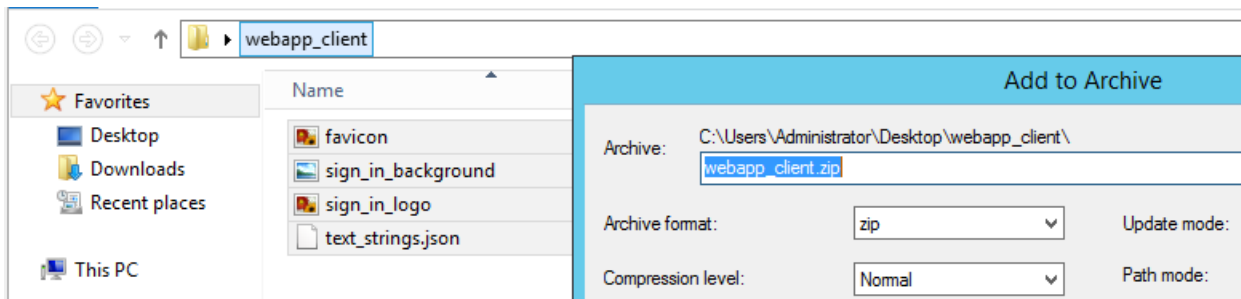 webapp_client
Favorites
Desktop
Downloads
Recent places
This PC
Name
favicon
sign_in_background
sign_in_logo
text_strings.json
Add to Archive
Archive:
C:\Users\Administrator\Desktop\webapp_client\
webapp_client.zip
Archive format:
zip
Update mode:
Compression level:
Normal
Path mode: